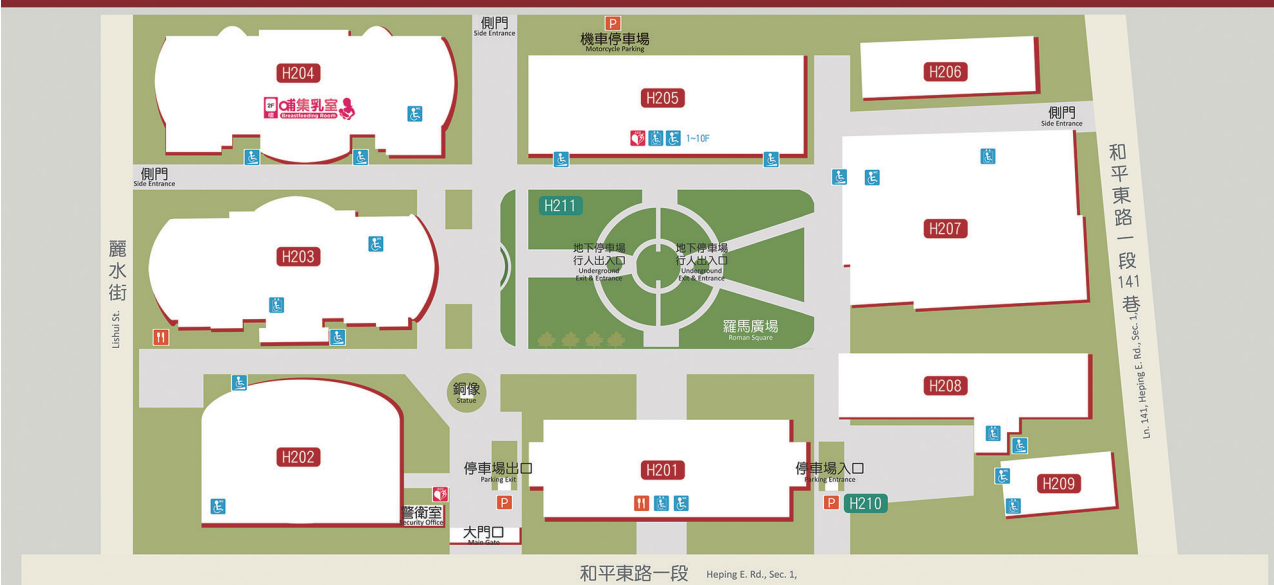 側門
Side Entrance
P
機車停車場
Motorcycle Parking
H204
2F
哺集乳室
Breastfeeding Room
H205
1~10F
H206
側門
Side Entrance
側門
Side Entrance
H211
H203
地下停車場
行人出入口
Underground
Exit & Entrance
地下停車場
行人出入口
Underground
Exit & Entrance
H207
羅馬廣場
Roman Square
麗水街
Lishui St.
和平東路一段141巷
Ln. 141, Heping E. Rd., Sec. 1,
銅像
Statue
H208
H202
停車場出口
Parking Exit
P
H201
停車場入口
Parking Entrance
P
H210
H209
警衛室
Security Office
大門口
Main Gate
和平東路一段 Heping E. Rd., Sec. 1,